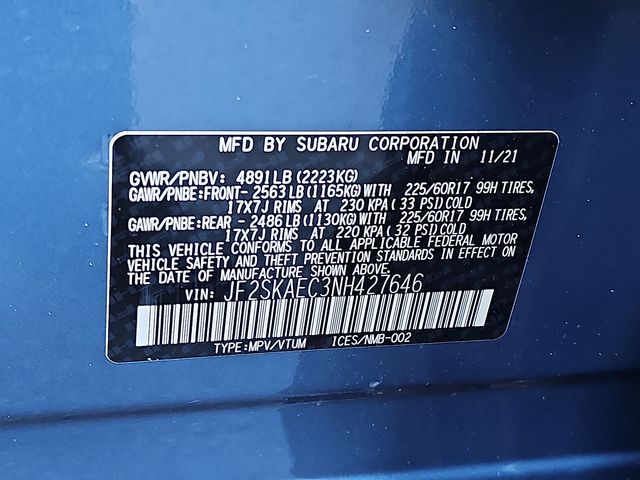 MFD BY SUBARU CORPORATION
MFD IN 11/21
GVWR/PNBV: 4891LB(2223KG)
GAWR/PNBE:FRONT- 2563LB(1165KG)WITH 225/60R17 99H TIRES,
17X7J RIMS AT 230 KPA(33 PSI)COLD
GAWR/PNBE:REAR - 2486LB(1130KG)WITH 225/60R17 99H TIRES,
17X7J RIMS AT 220 KPA(32 PSI)COLD
THIS VEHICLE CONFORMS TO ALL APPLICABLE FEDERAL MOTOR
VEHICLE SAFETY AND THEFT PREVENTION STANDARDS IN EFFECT ON
THE DATE OF MANUFACTURE SHOWN ABOVE.
VIN: JF2SKAEC3NH427646
TYPE:MPV/VTUM ICES/NMB-002